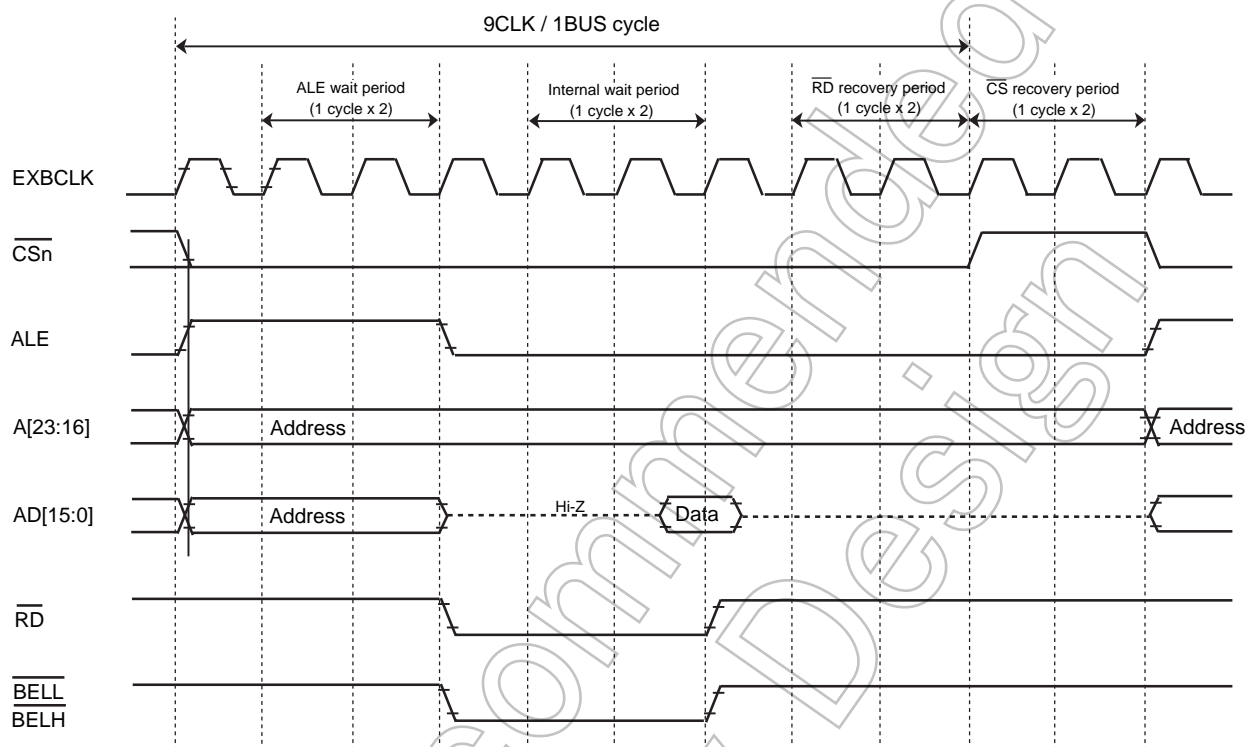 9CLK / 1BUS cycle
ALE wait period
(1 cycle x 2)
Internal wait period
(1 cycle x 2)
RD recovery period
(1 cycle x 2)
CS recovery period
(1 cycle x 2)
EXBCLK
CSn
ALE
A[23:16]
Address
Address
AD[15:0]
Address
Hi-Z
Data
RD
BELL
BELH
ommended
Design